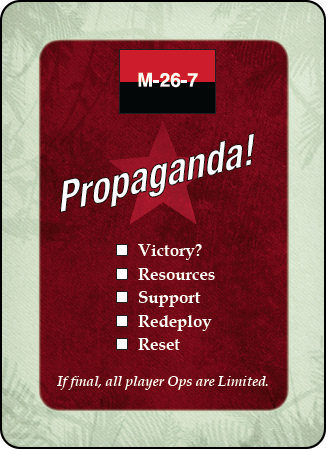 M-26-7
Propaganda!
Victory?
Resources
Support
Redeploy
Reset
If final, all player Ops are Limited.